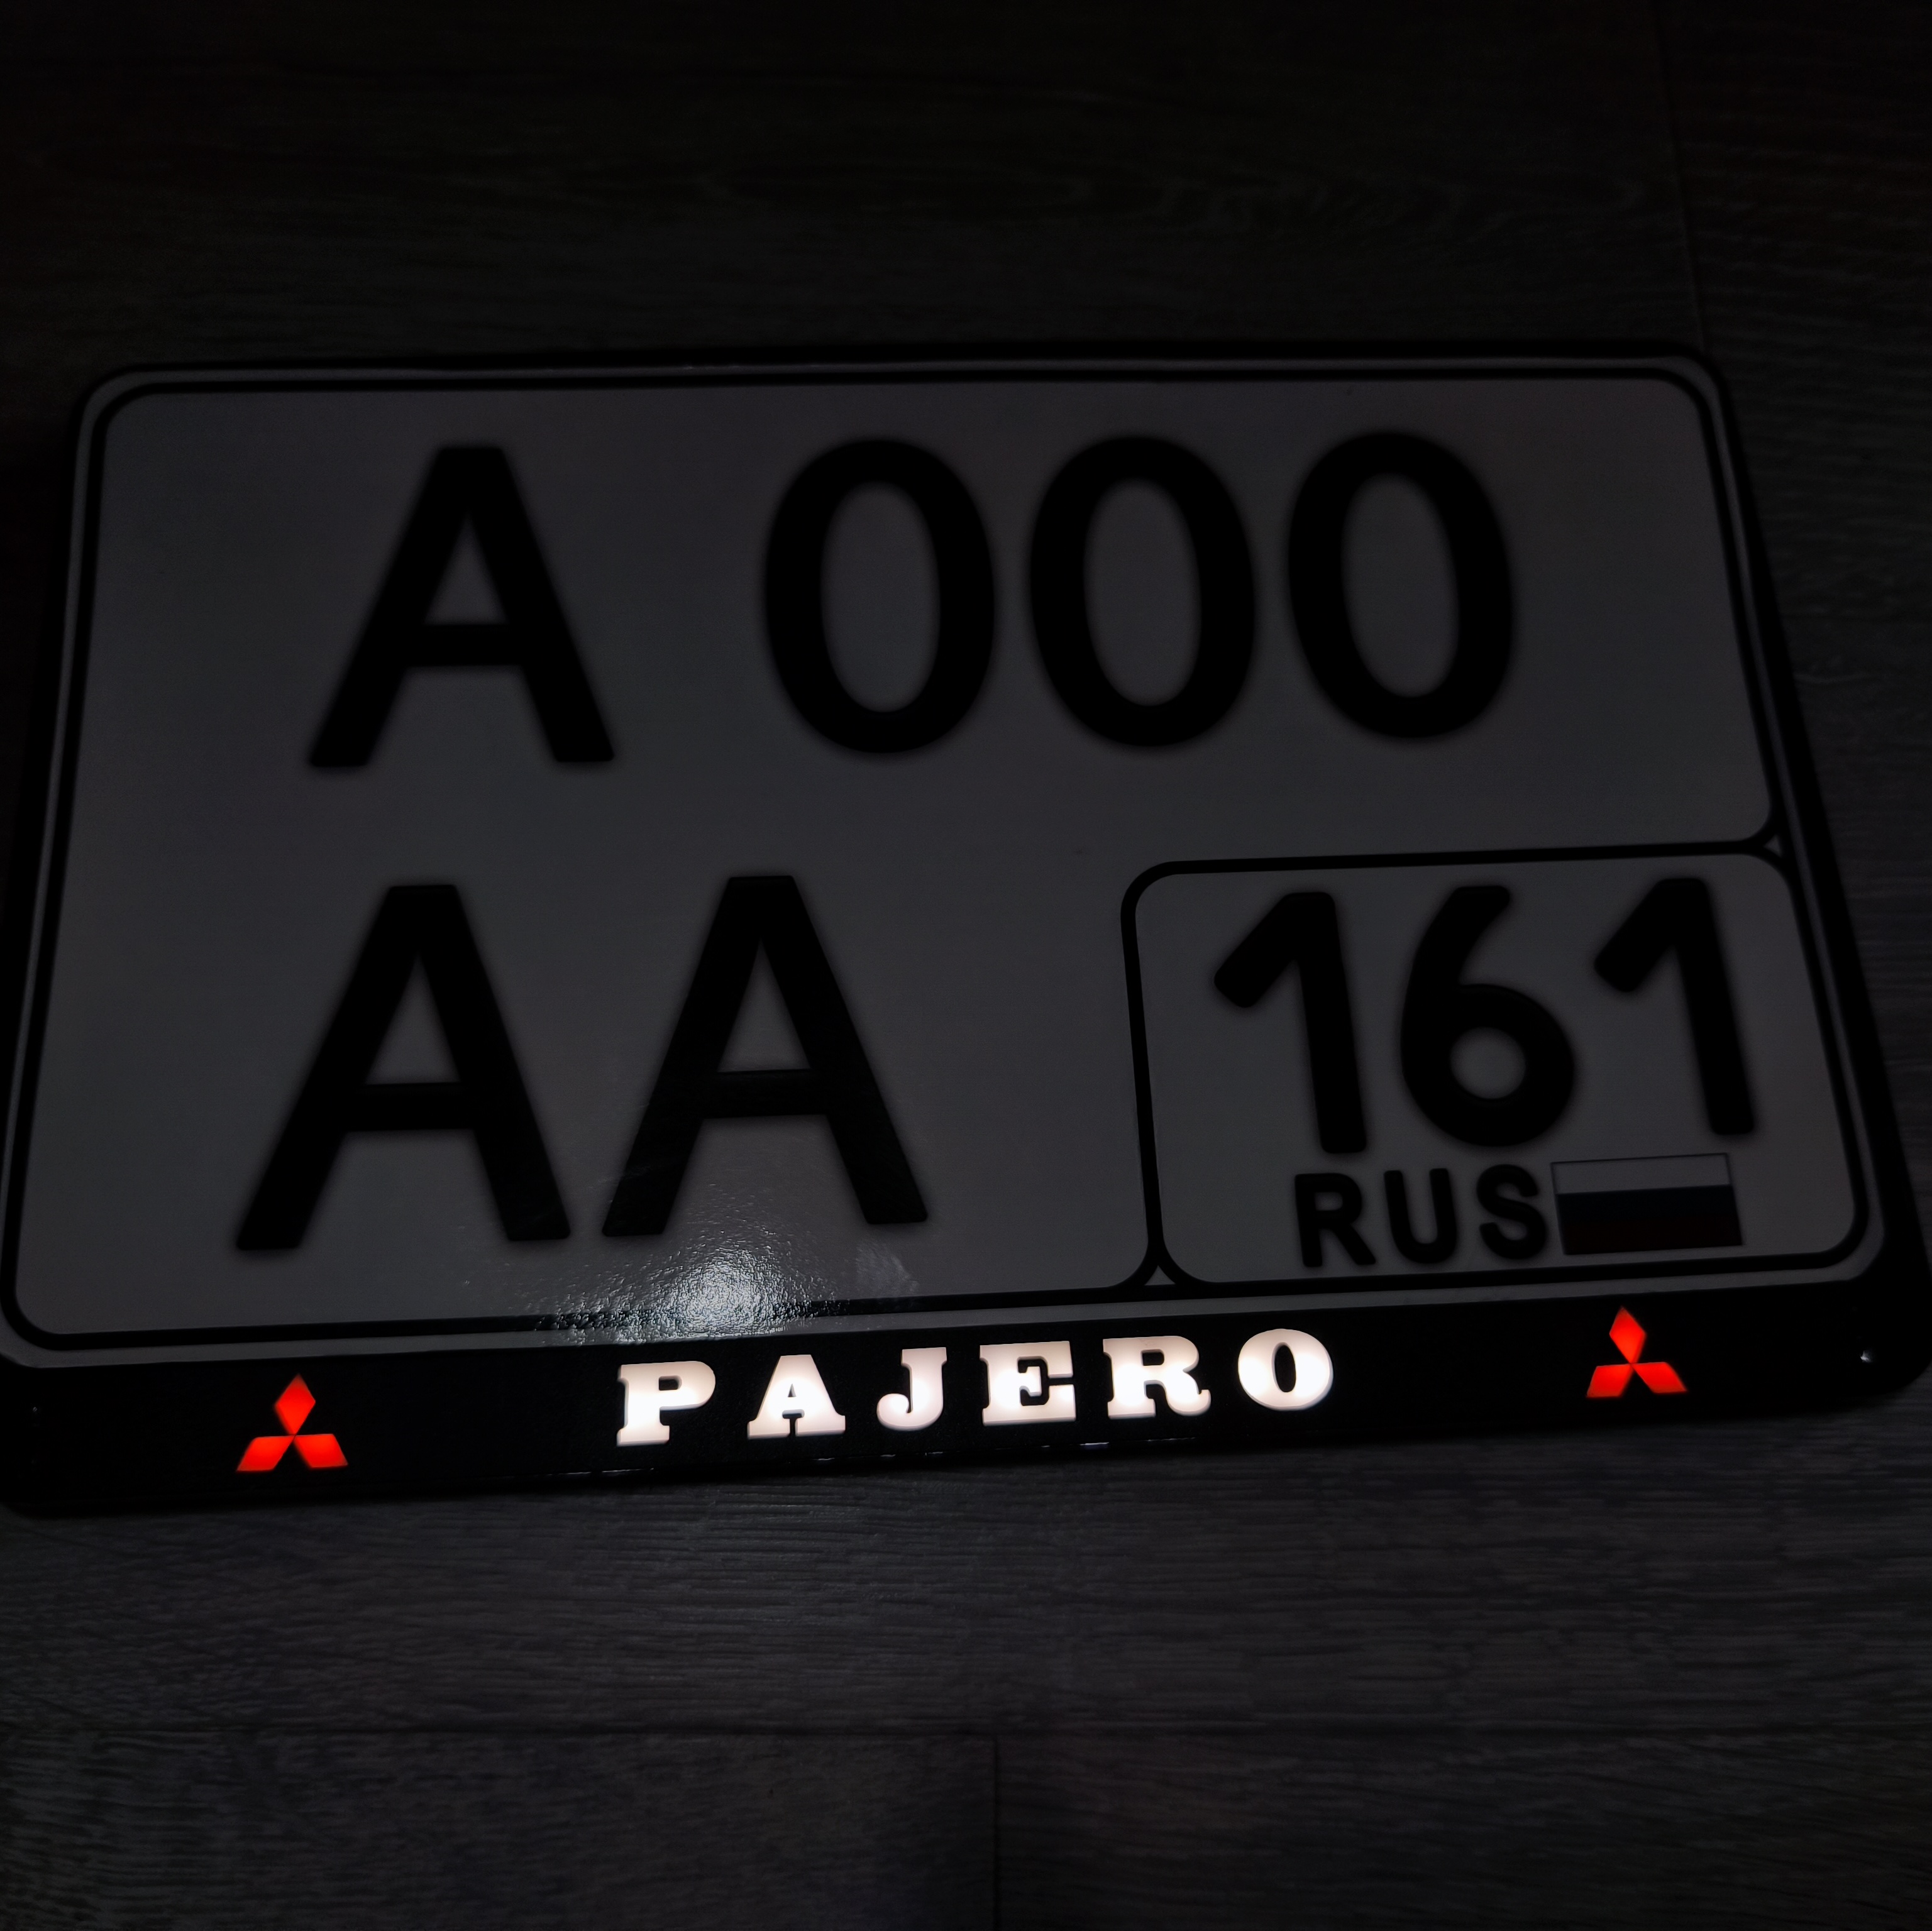 A 000
AA 161
RUS
PAJERO